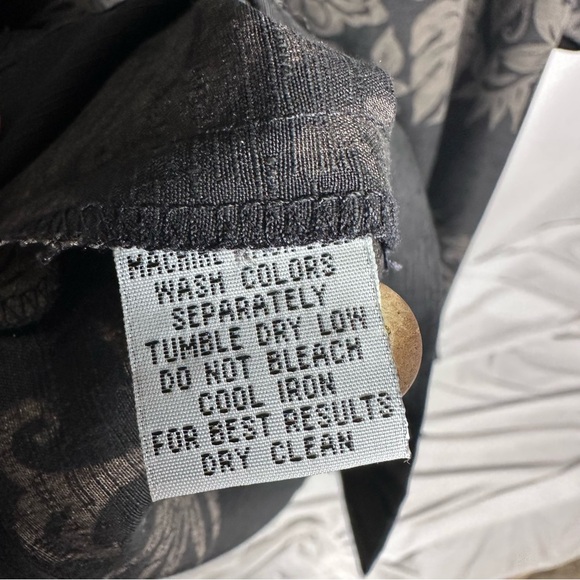 MACHINE
WASH COLORS
SEPARATELY
TUMBLE DRY LOW
DO NOT BLEACH
COOL IRON
FOR BEST RESULTS
DRY CLEAN